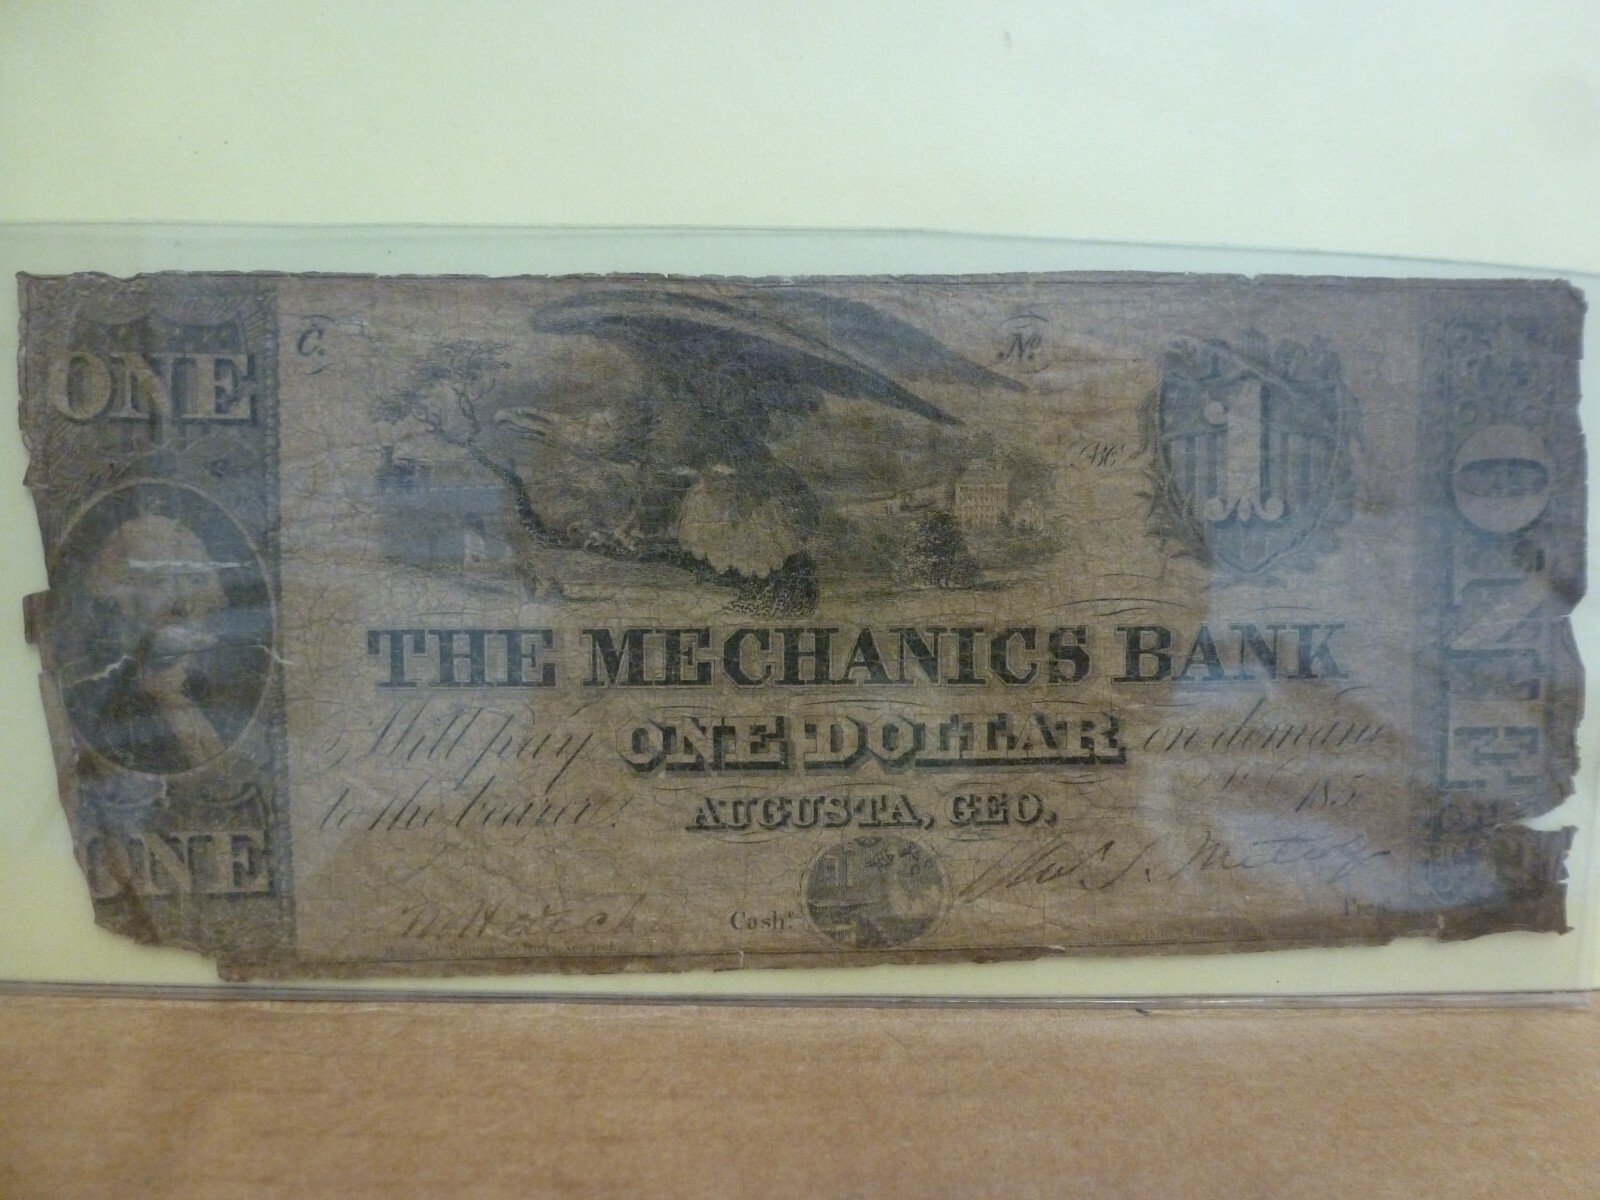 ONE
C.
No
1
ONE
THE MECHANICS BANK
Will pay ONE DOLLAR on demand
to the bearer. 185
AUGUSTA, GEO.
ONE
Cashr.